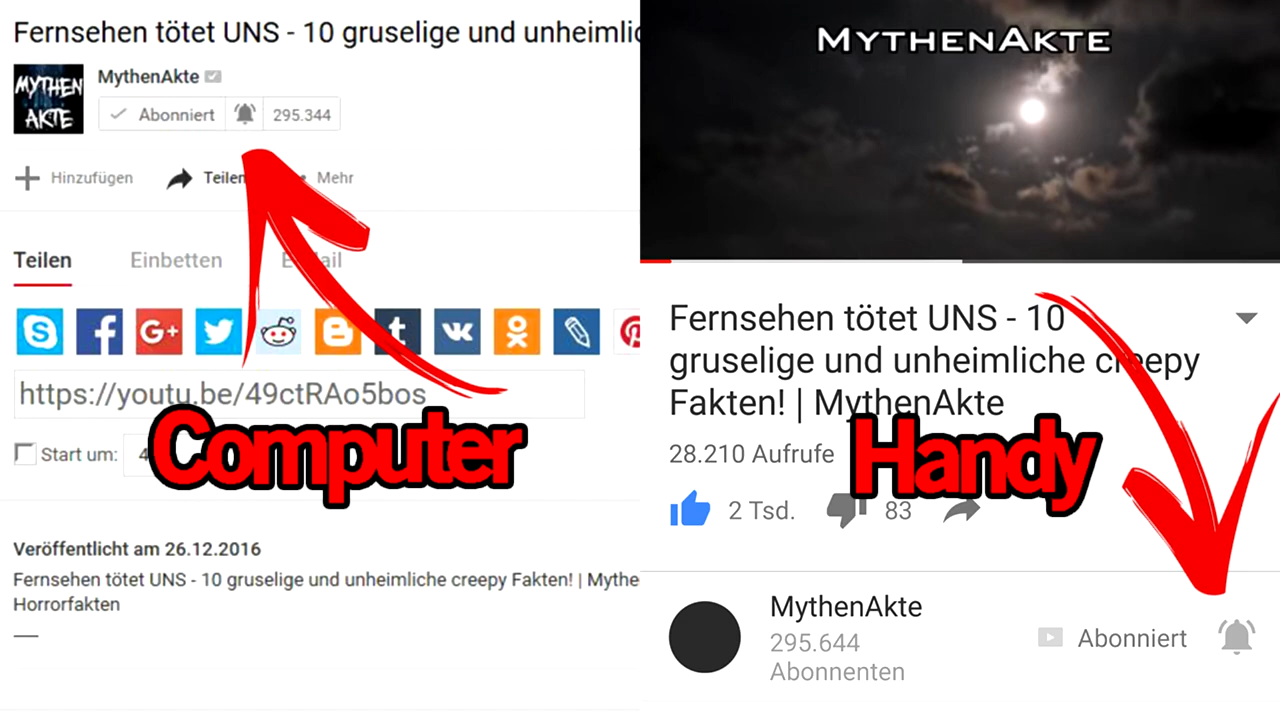 Fernsehen tötet UNS - 10 gruselige und unheimlic
MYTHEN
AKTE
MythenAkte
Abonniert
295.344
Hinzufügen
Teilen
Mehr
Teilen
Einbetten
https://youtu.be/49ctRAo5bos
Start um:
4
Computer
Veröffentlicht am 26.12.2016
Fernsehen tötet UNS - 10 gruselige und unheimliche creepy Fakten! | Mythe
Horrorfakten
MYTHENAKTE
Fernsehen tötet UNS - 10
gruselige und unheimliche creepy
Fakten! | MythenAkte
28.210 Aufrufe
Handy
2 Tsd.
83
MythenAkte
295.644
Abonnenten
Abonniert